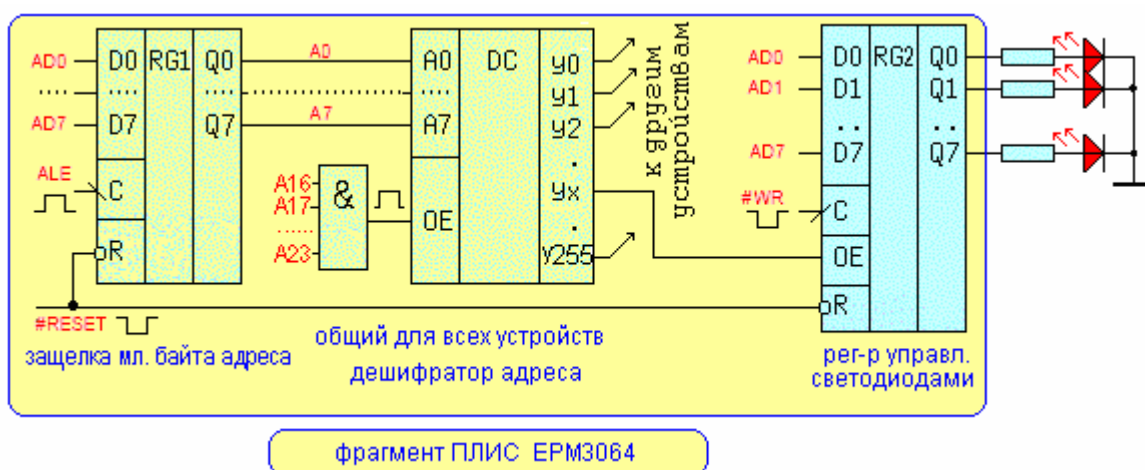 AD0 D0 RG1 Q0 A0 A0 DC y0
.... .... .... .... y1
AD7 D7 Q7 A7 A7 y2
.
ALE C A16 & OE yx
A17
...... .
A23 y255
R
#RESET
защелка мл. байта адреса
общий для всех устройств
дешифратор адреса
к другим
устройствам
AD0 D0 RG2 Q0
AD1 D1 Q1
.. ..
AD7 D7 Q7
#WR C
OE
R
рег-р управл.
светодиодами
фрагмент ПЛИС EPM3064